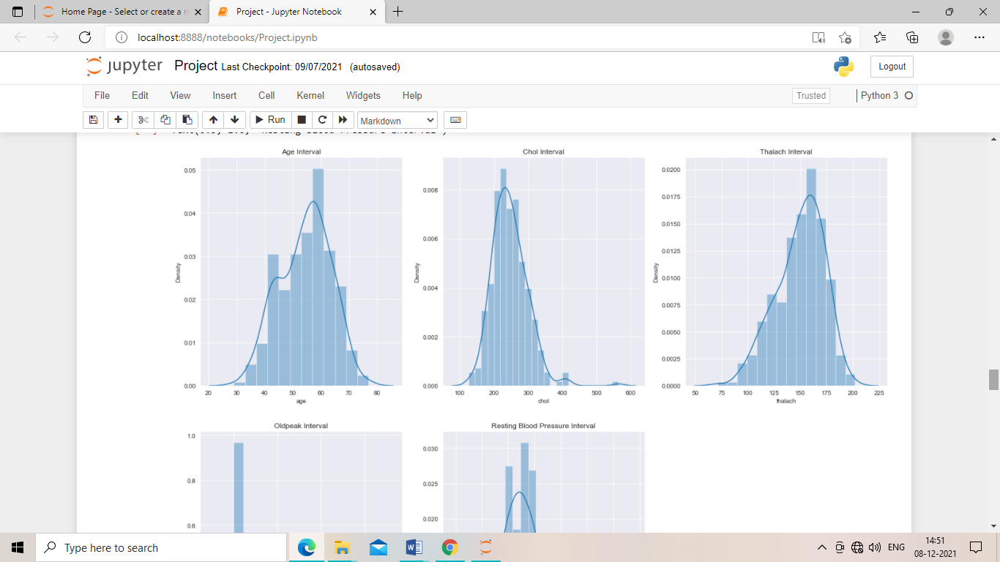 Home Page - Select or create a n
Project - Jupyter Notebook
localhost:8888/notebooks/Project.ipynb
jupyter Project Last Checkpoint: 09/07/2021 (autosaved)
Logout
File Edit View Insert Cell Kernel Widgets Help
Trusted
Python 3
Run
Markdown
Age Interval
0.05
0.04
0.03
0.02
0.01
0.00
Density
20 30 40 50 60 70 80
age
Chol Interval
0.008
0.006
0.004
0.002
0.000
Density
100 200 300 400 500 600
chol
Thalach Interval
0.0200
0.0175
0.0150
0.0125
0.0100
0.0075
0.0050
0.0025
0.0000
Density
50 75 100 125 150 175 200 225
thalach
Oldpeak Interval
1.0
0.8
0.6
Resting Blood Pressure Interval
0.030
0.025
0.020
Type here to search
ENG
14:51
08-12-2021